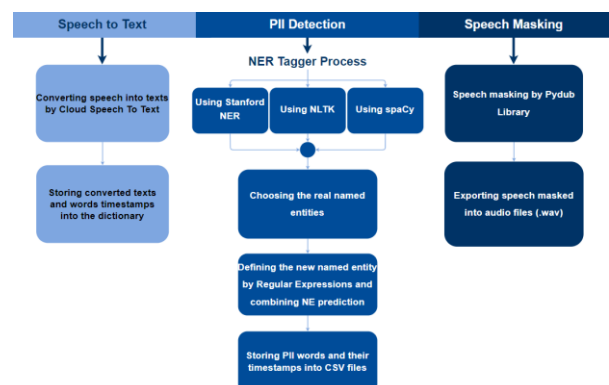 Speech to Text
PII Detection
Speech Masking
NER Tagger Process
Converting speech into texts
by Cloud Speech To Text
Using Stanford
NER
Using NLTK
Using spaCy
Speech masking by Pydub
Library
Storing converted texts
and words timestamps
into the dictionary
Choosing the real named
entities
Exporting speech masked
into audio files (.wav)
Defining the new named entity
by Regular Expressions and
combining NE prediction
Storing PII words and their
timestamps into CSV files